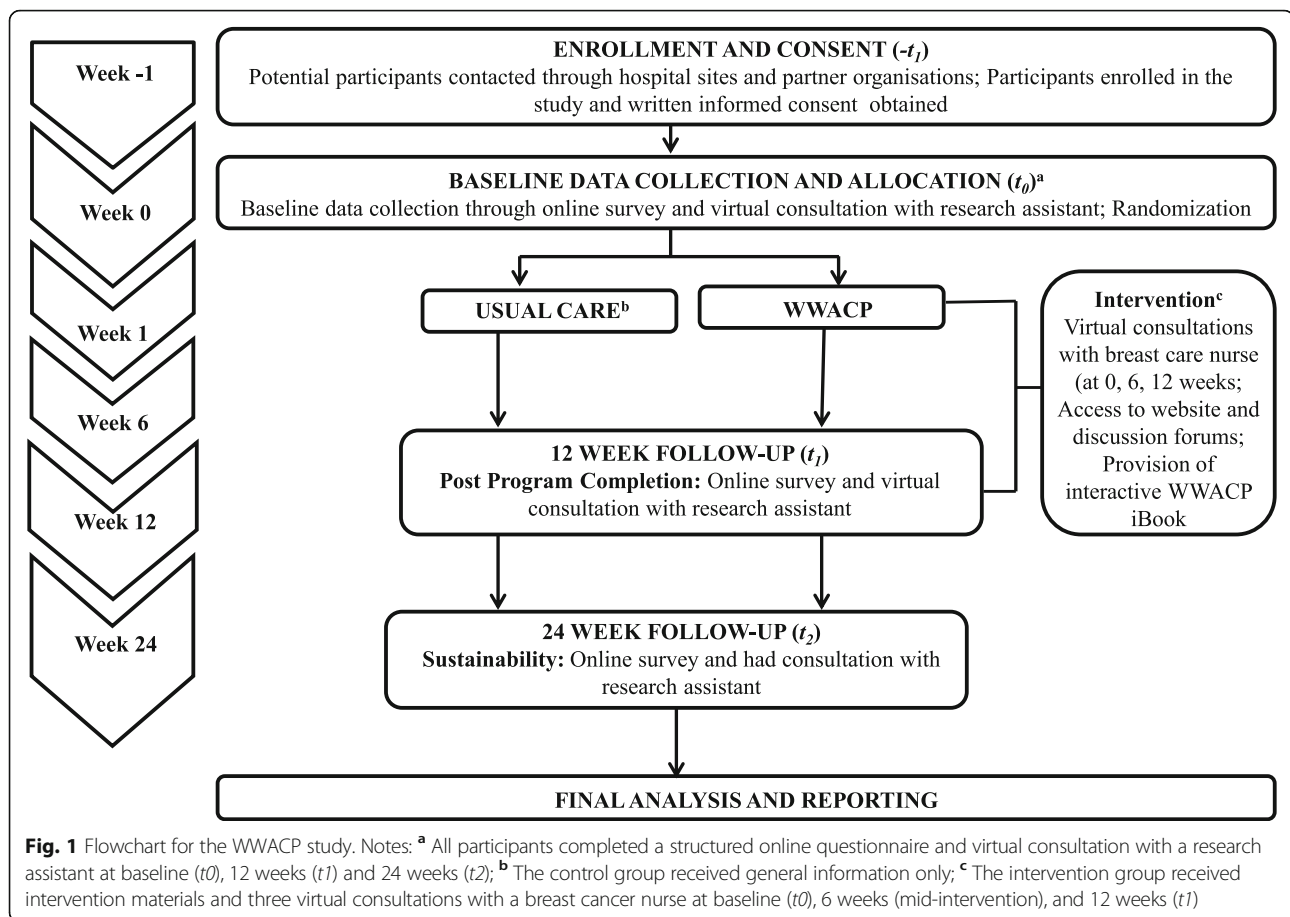 Week -1
ENROLLMENT AND CONSENT (-t1)
Potential participants contacted through hospital sites and partner organisations; Participants enrolled in the
study and written informed consent obtained
Week 0
BASELINE DATA COLLECTION AND ALLOCATION (t0)a
Baseline data collection through online survey and virtual consultation with research assistant; Randomization
Week 1
USUAL CAREb
WWACP
Interventionc
Virtual consultations
with breast care nurse
(at 0, 6, 12 weeks;
Access to website and
discussion forums;
Provision of
interactive WWACP
iBook
Week 6
12 WEEK FOLLOW-UP (t1)
Post Program Completion: Online survey and virtual
consultation with research assistant
Week 12
Week 24
24 WEEK FOLLOW-UP (t2)
Sustainability: Online survey and had consultation with
research assistant
FINAL ANALYSIS AND REPORTING
Fig. 1 Flowchart for the WWACP study. Notes: a All participants completed a structured online questionnaire and virtual consultation with a research
assistant at baseline (t0), 12 weeks (t1) and 24 weeks (t2); b The control group received general information only; c The intervention group received
intervention materials and three virtual consultations with a breast cancer nurse at baseline (t0), 6 weeks (mid-intervention), and 12 weeks (t1)